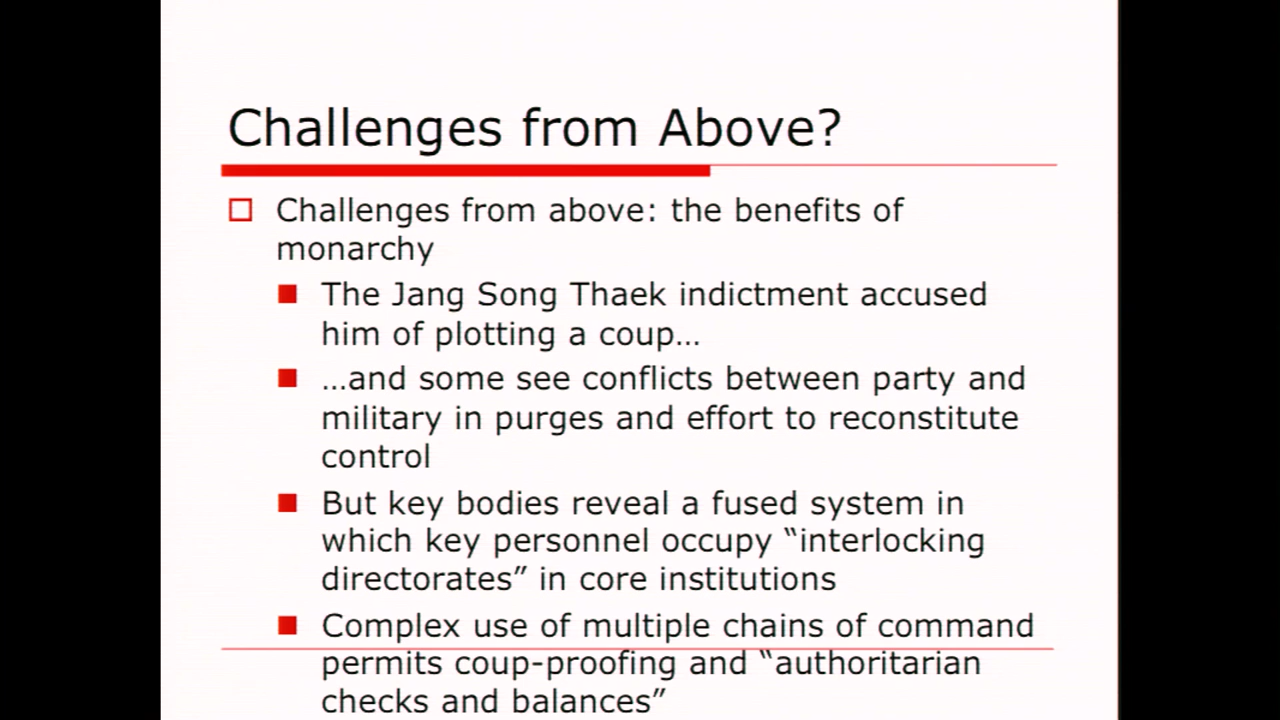 Challenges from Above?
Challenges from above: the benefits of
monarchy
The Jang Song Thaek indictment accused
him of plotting a coup…
…and some see conflicts between party and
military in purges and effort to reconstitute
control
But key bodies reveal a fused system in
which key personnel occupy “interlocking
directorates” in core institutions
Complex use of multiple chains of command
permits coup-proofing and “authoritarian
checks and balances”